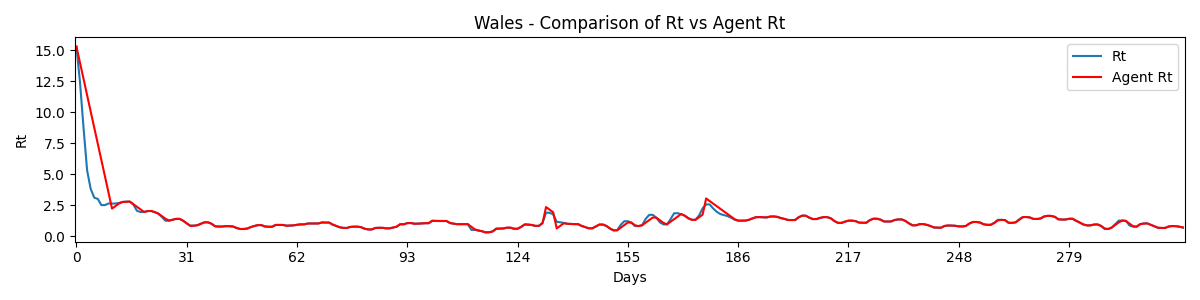 Wales - Comparison of Rt vs Agent Rt
15.0
12.5
10.0
7.5
5.0
2.5
0.0
Rt
Rt
Agent Rt
0 31 62 93 124 155 186 217 248 279
Days